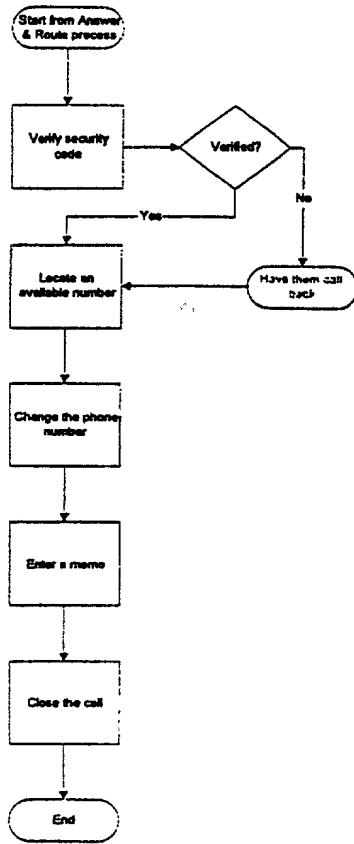 Start from Answer
& Route precess
Verify security
code
Verified?
No
Yes
Locate an
available number
Have them call
back
Change the phone
number
Enter a memo
Close the call
End